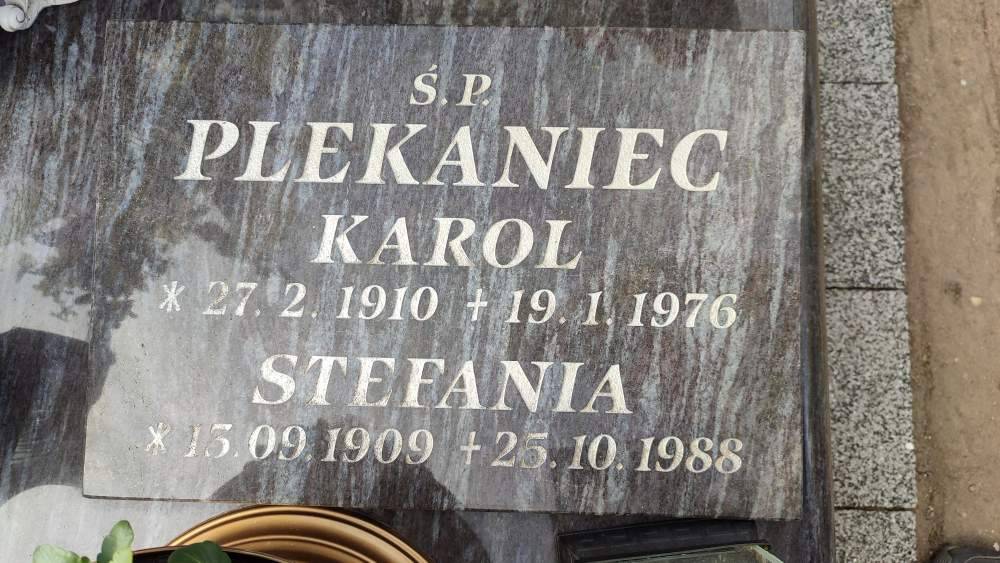 Ś.P.
PLEKANIEC
KAROL
* 27. 2. 1910 + 19. 1. 1976
STEFANIA
* 13.09.1909 + 25.10.1988